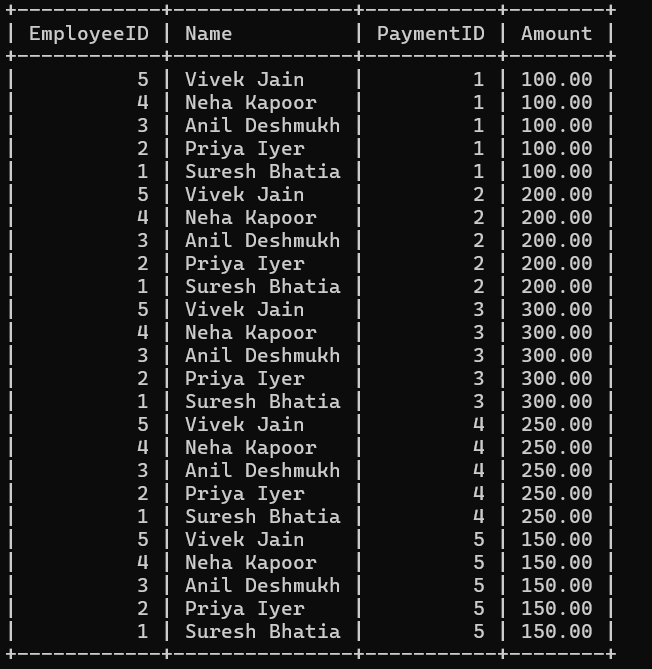 +------------+---------------+-----------+--------+
| EmployeeID | Name          | PaymentID | Amount |
+------------+---------------+-----------+--------+
|          5 | Vivek Jain    |         1 | 100.00 |
|          4 | Neha Kapoor   |         1 | 100.00 |
|          3 | Anil Deshmukh |         1 | 100.00 |
|          2 | Priya Iyer    |         1 | 100.00 |
|          1 | Suresh Bhatia |         1 | 100.00 |
|          5 | Vivek Jain    |         2 | 200.00 |
|          4 | Neha Kapoor   |         2 | 200.00 |
|          3 | Anil Deshmukh |         2 | 200.00 |
|          2 | Priya Iyer    |         2 | 200.00 |
|          1 | Suresh Bhatia |         2 | 200.00 |
|          5 | Vivek Jain    |         3 | 300.00 |
|          4 | Neha Kapoor   |         3 | 300.00 |
|          3 | Anil Deshmukh |         3 | 300.00 |
|          2 | Priya Iyer    |         3 | 300.00 |
|          1 | Suresh Bhatia |         3 | 300.00 |
|          5 | Vivek Jain    |         4 | 250.00 |
|          4 | Neha Kapoor   |         4 | 250.00 |
|          3 | Anil Deshmukh |         4 | 250.00 |
|          2 | Priya Iyer    |         4 | 250.00 |
|          1 | Suresh Bhatia |         4 | 250.00 |
|          5 | Vivek Jain    |         5 | 150.00 |
|          4 | Neha Kapoor   |         5 | 150.00 |
|          3 | Anil Deshmukh |         5 | 150.00 |
|          2 | Priya Iyer    |         5 | 150.00 |
|          1 | Suresh Bhatia |         5 | 150.00 |
+------------+---------------+-----------+--------+